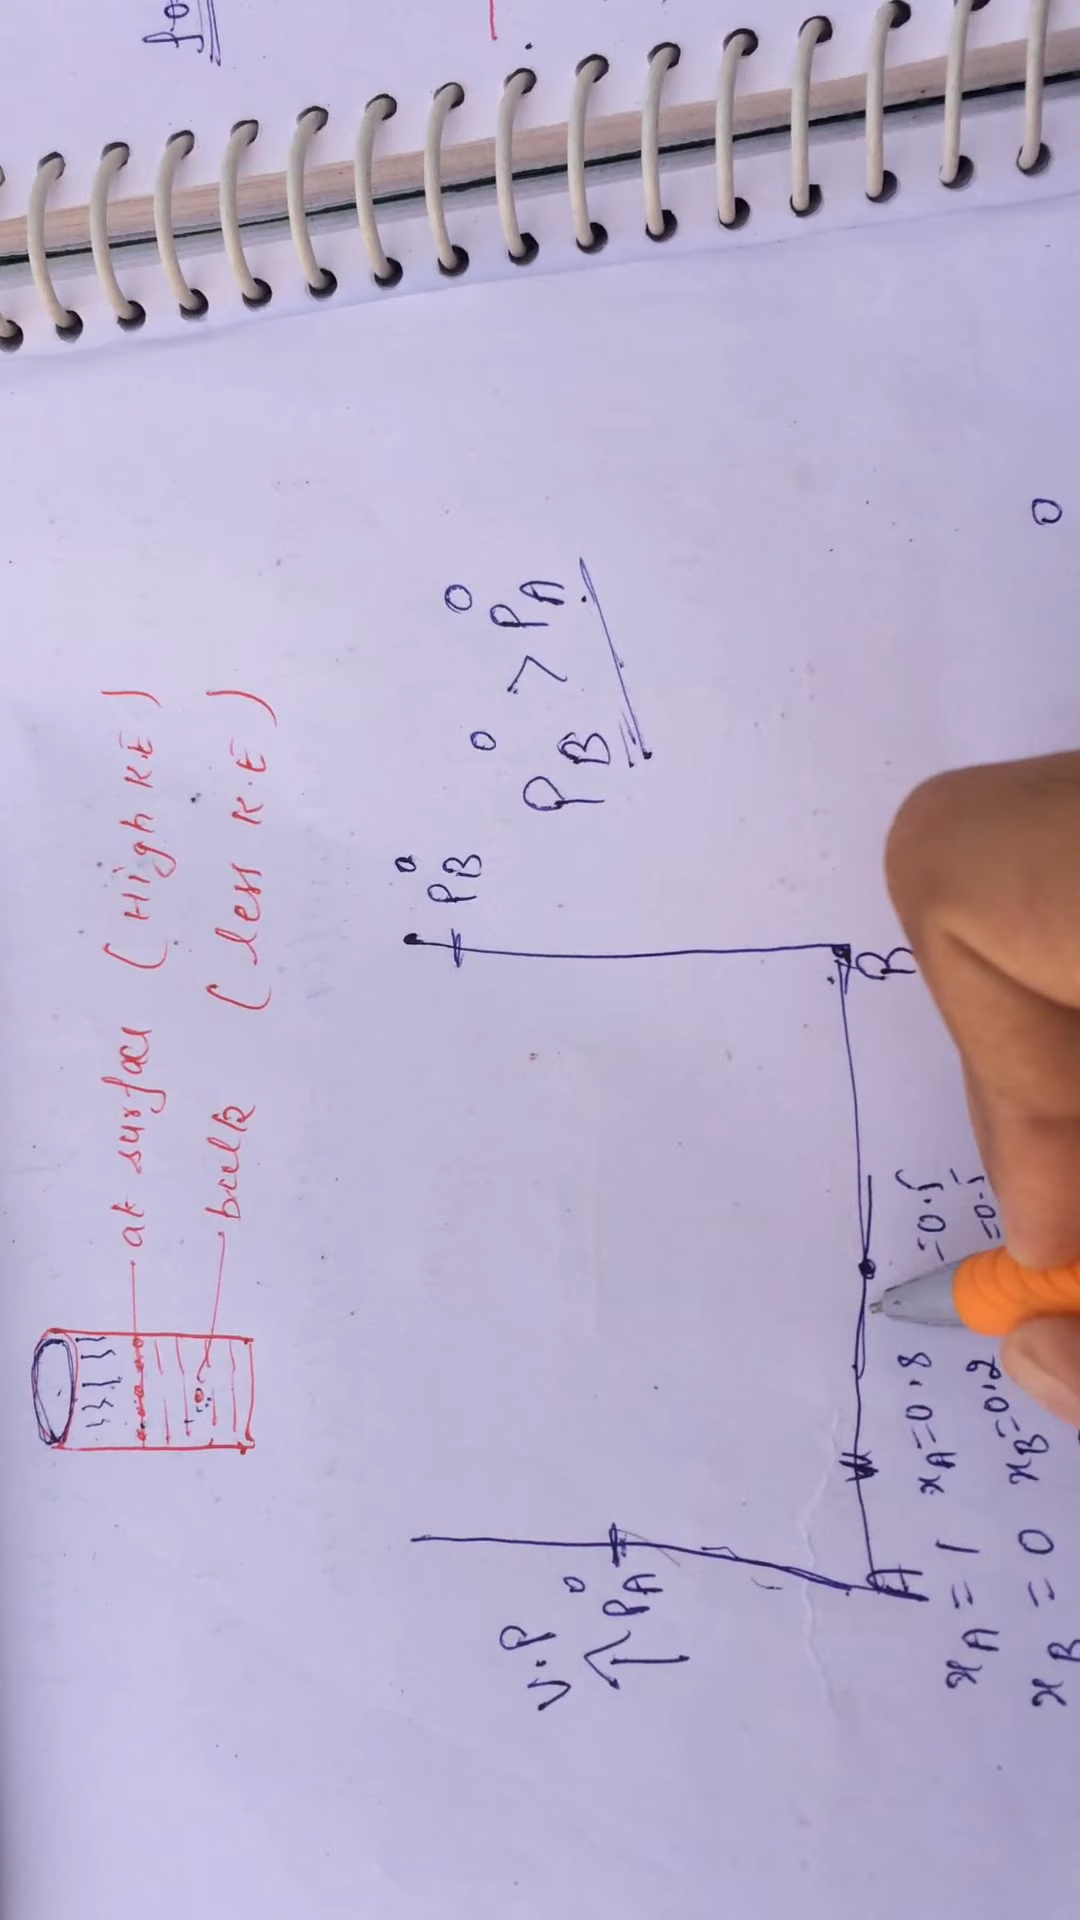 at surface (High K.E)
bulk (less K.E)
V.P
P°A
P°B
P°B > P°A
A
B
xA = 1 xA=0.8 =0.5
xB = 0 xB=0.2 =0.5
0